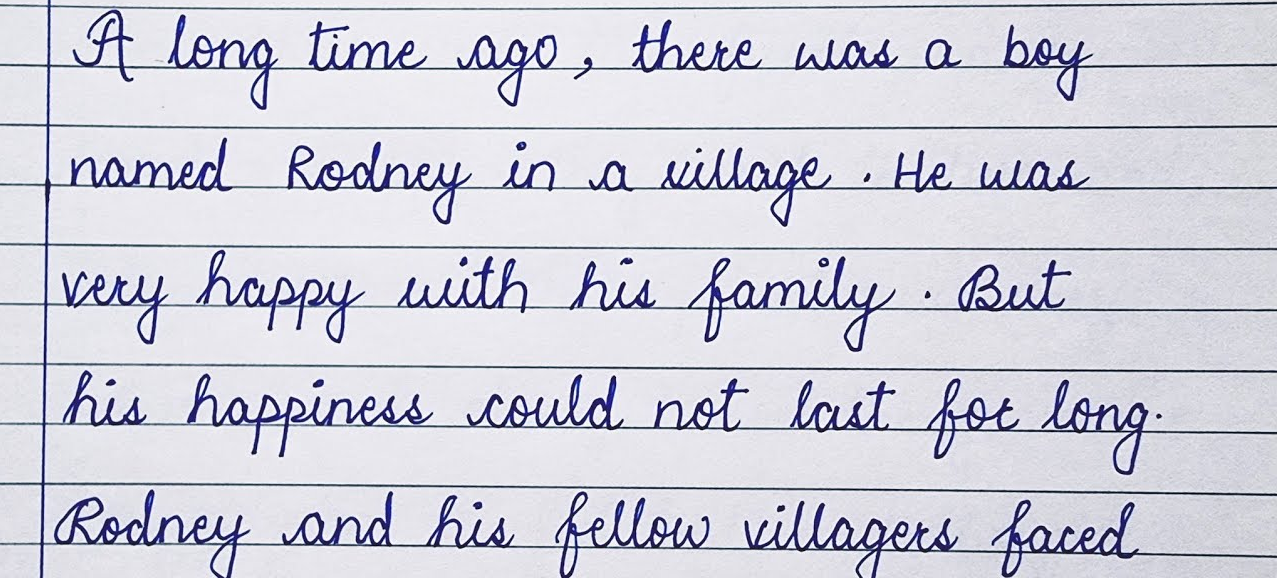 A long time ago, there was a boy
named Rodney in a village. He was
very happy with his family. But
his happiness could not last for long.
Rodney and his fellow villagers faced